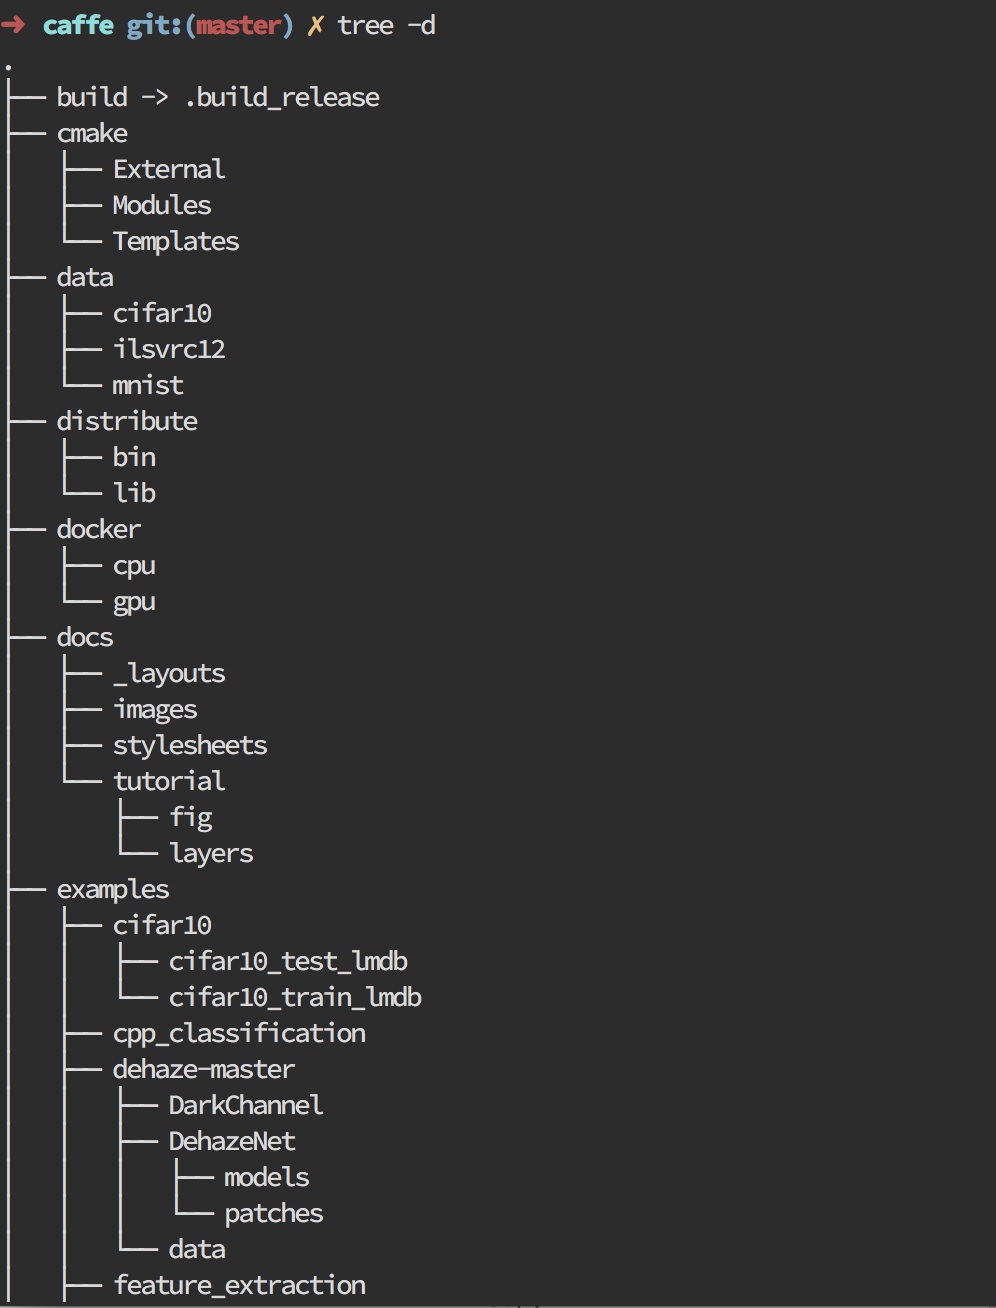 ➜ caffe git:(master) ✗ tree -d
.
├── build -> .build_release
├── cmake
│   ├── External
│   ├── Modules
│   └── Templates
├── data
│   ├── cifar10
│   ├── ilsvrc12
│   └── mnist
├── distribute
│   ├── bin
│   └── lib
├── docker
│   ├── cpu
│   └── gpu
├── docs
│   ├── _layouts
│   ├── images
│   ├── stylesheets
│   └── tutorial
│       ├── fig
│       └── layers
├── examples
│   ├── cifar10
│   │   ├── cifar10_test_lmdb
│   │   └── cifar10_train_lmdb
│   ├── cpp_classification
│   ├── dehaze-master
│   │   ├── DarkChannel
│   │   ├── DehazeNet
│   │   │   ├── models
│   │   │   └── patches
│   │   └── data
│   ├── feature_extraction